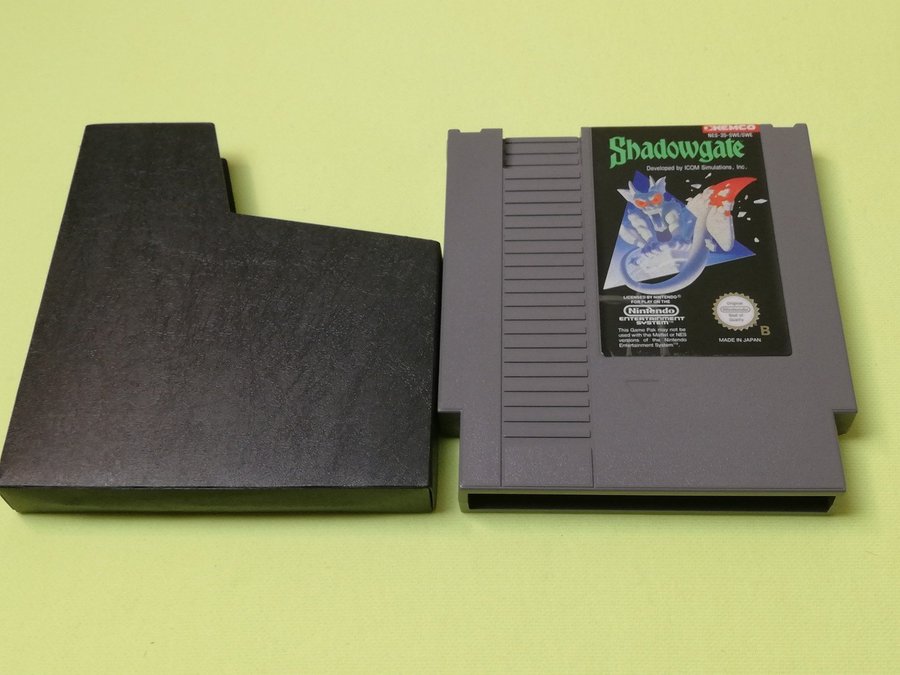 KEMCO
NES-35-SWE/SWE
Shadowgate
Developed by ICOM Simulations, Inc.
LICENSED BY NINTENDO®
FOR PLAY ON THE
Nintendo®
ENTERTAINMENT
SYSTEM™
This Game Pak may not be
used with the Mattel or NES
versions of the Nintendo
Entertainment System™.
Original
Nintendo
Seal of
Quality
B
MADE IN JAPAN